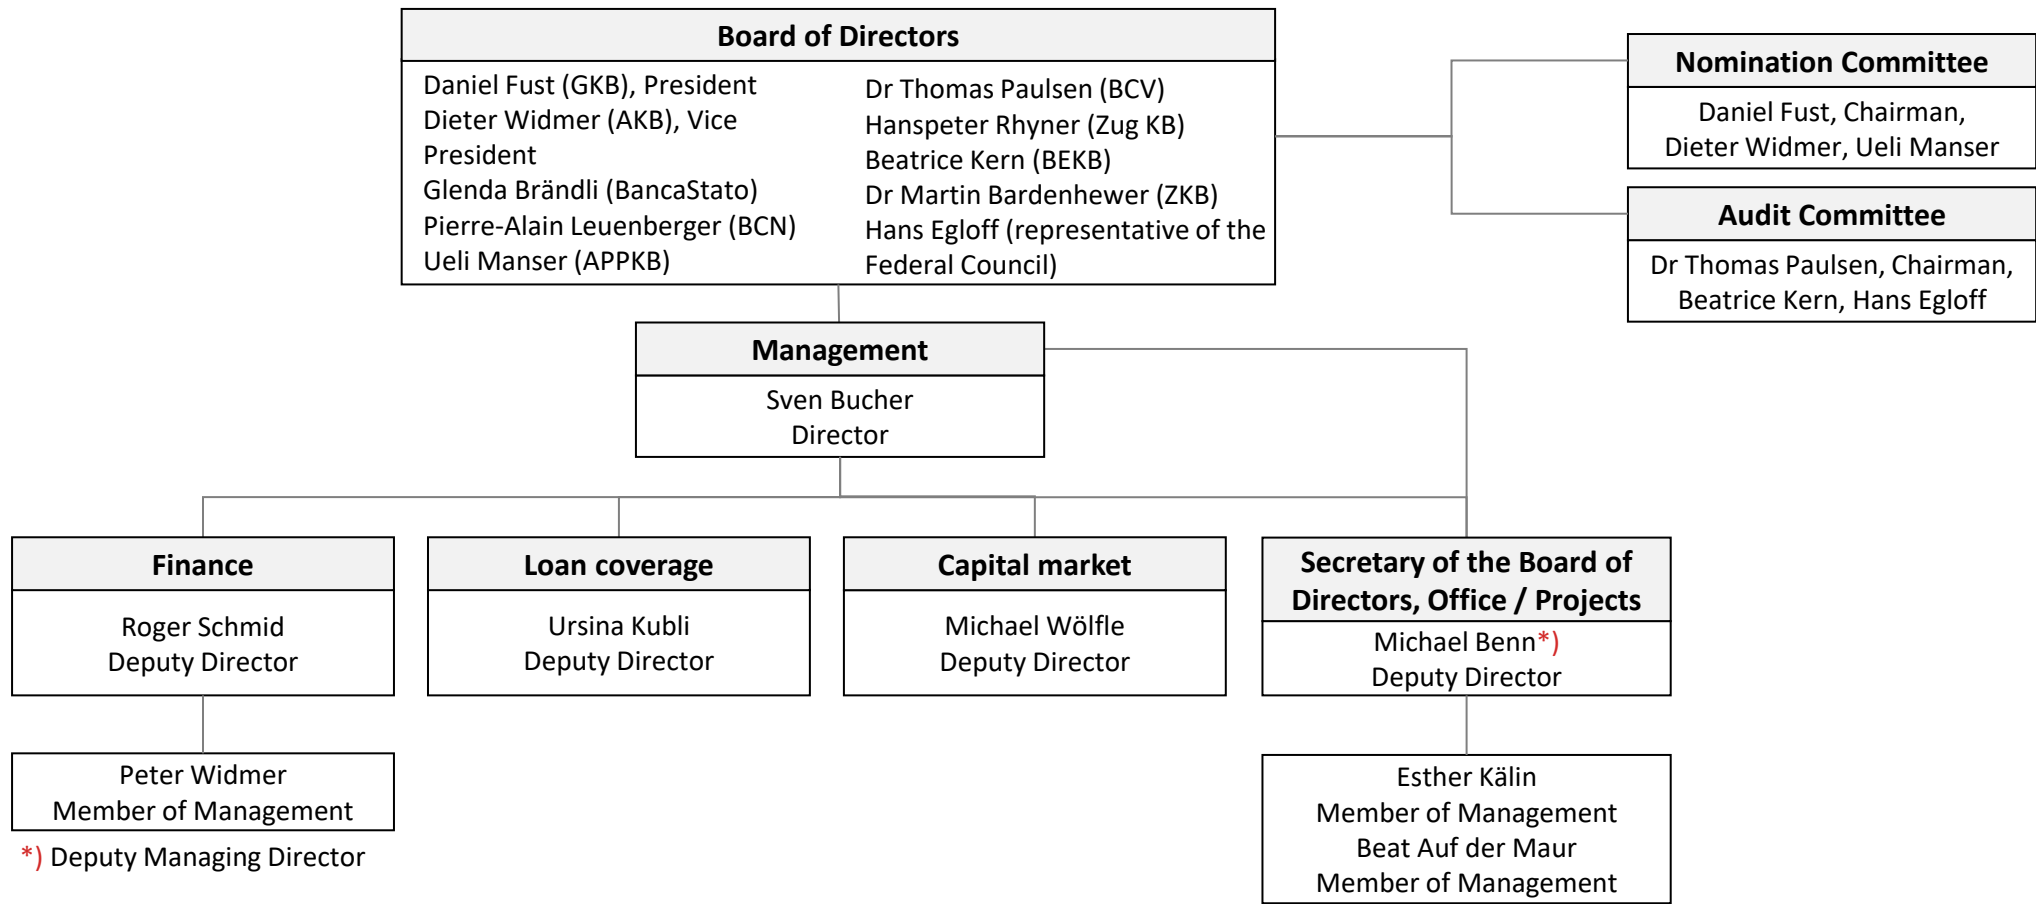 Board of Directors
Daniel Fust (GKB), President
Dieter Widmer (AKB), Vice
President
Glenda Brändli (BancaStato)
Pierre-Alain Leuenberger (BCN)
Ueli Manser (APPKB)
Dr Thomas Paulsen (BCV)
Hanspeter Rhyner (Zug KB)
Beatrice Kern (BEKB)
Dr Martin Bardenhewer (ZKB)
Hans Egloff (representative of the
Federal Council)
Nomination Committee
Daniel Fust, Chairman,
Dieter Widmer, Ueli Manser
Audit Committee
Dr Thomas Paulsen, Chairman,
Beatrice Kern, Hans Egloff
Management
Sven Bucher
Director
Finance
Roger Schmid
Deputy Director
Loan coverage
Ursina Kubli
Deputy Director
Capital market
Michael Wölfle
Deputy Director
Secretary of the Board of
Directors, Office / Projects
Michael Benn*)
Deputy Director
Peter Widmer
Member of Management
Esther Kälin
Member of Management
Beat Auf der Maur
Member of Management
*) Deputy Managing Director